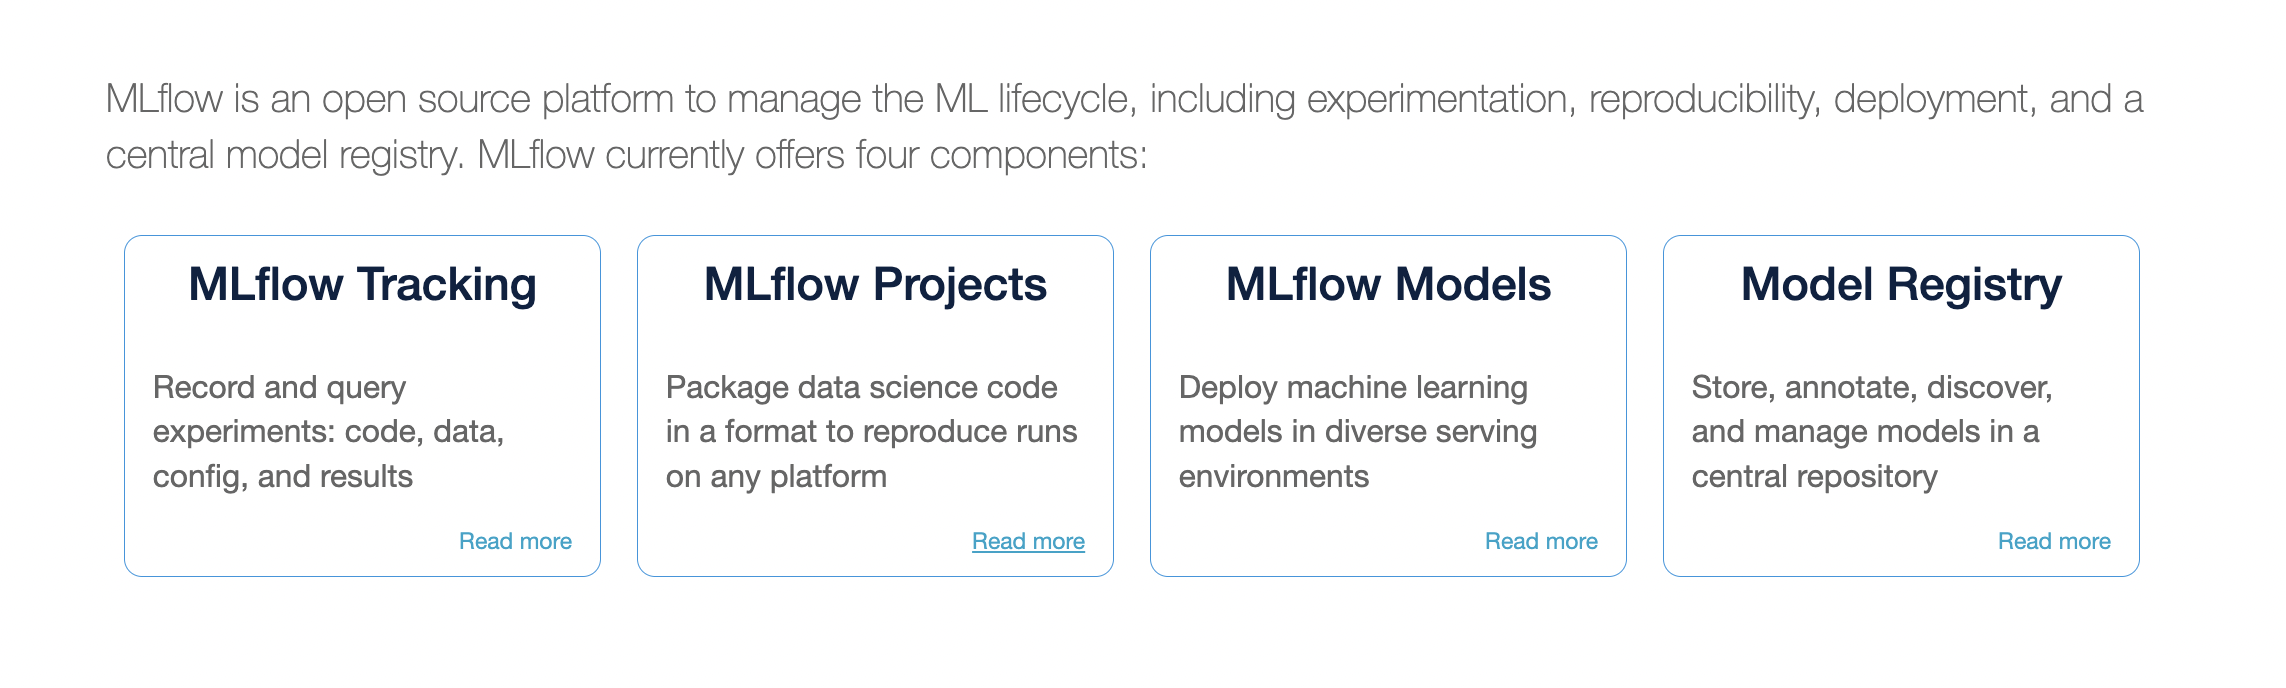 MLflow is an open source platform to manage the ML lifecycle, including experimentation, reproducibility, deployment, and a
central model registry. MLflow currently offers four components:
MLflow Tracking
Record and query
experiments: code, data,
config, and results
Read more
MLflow Projects
Package data science code
in a format to reproduce runs
on any platform
Read more
MLflow Models
Deploy machine learning
models in diverse serving
environments
Read more
Model Registry
Store, annotate, discover,
and manage models in a
central repository
Read more